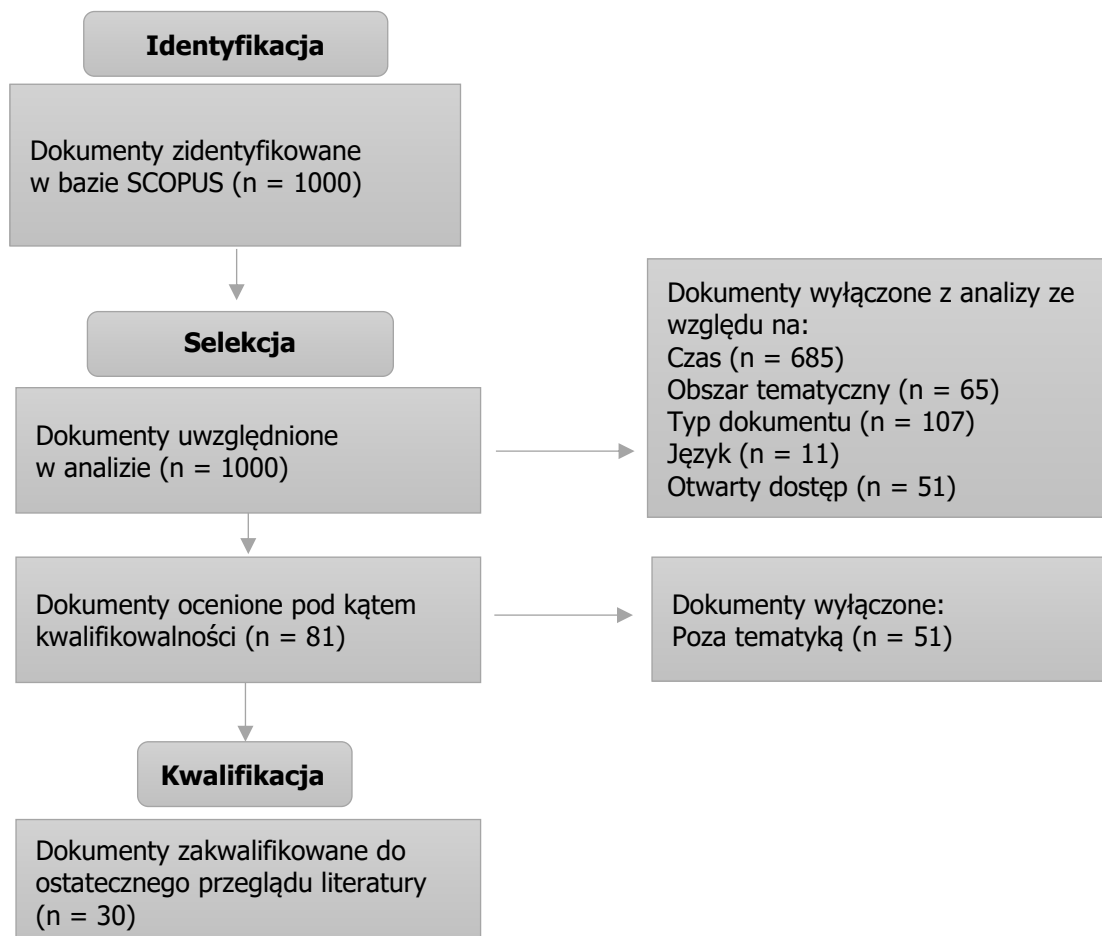 Identyfikacja
Dokumenty zidentyfikowane
w bazie SCOPUS (n = 1000)
Selekcja
Dokumenty uwzględnione
w analizie (n = 1000)
Dokumenty wyłączone z analizy ze
względu na:
Czas (n = 685)
Obszar tematyczny (n = 65)
Typ dokumentu (n = 107)
Język (n = 11)
Otwarty dostęp (n = 51)
Dokumenty ocenione pod kątem
kwalifikowalności (n = 81)
Dokumenty wyłączone:
Poza tematyką (n = 51)
Kwalifikacja
Dokumenty zakwalifikowane do
ostatecznego przeglądu literatury
(n = 30)